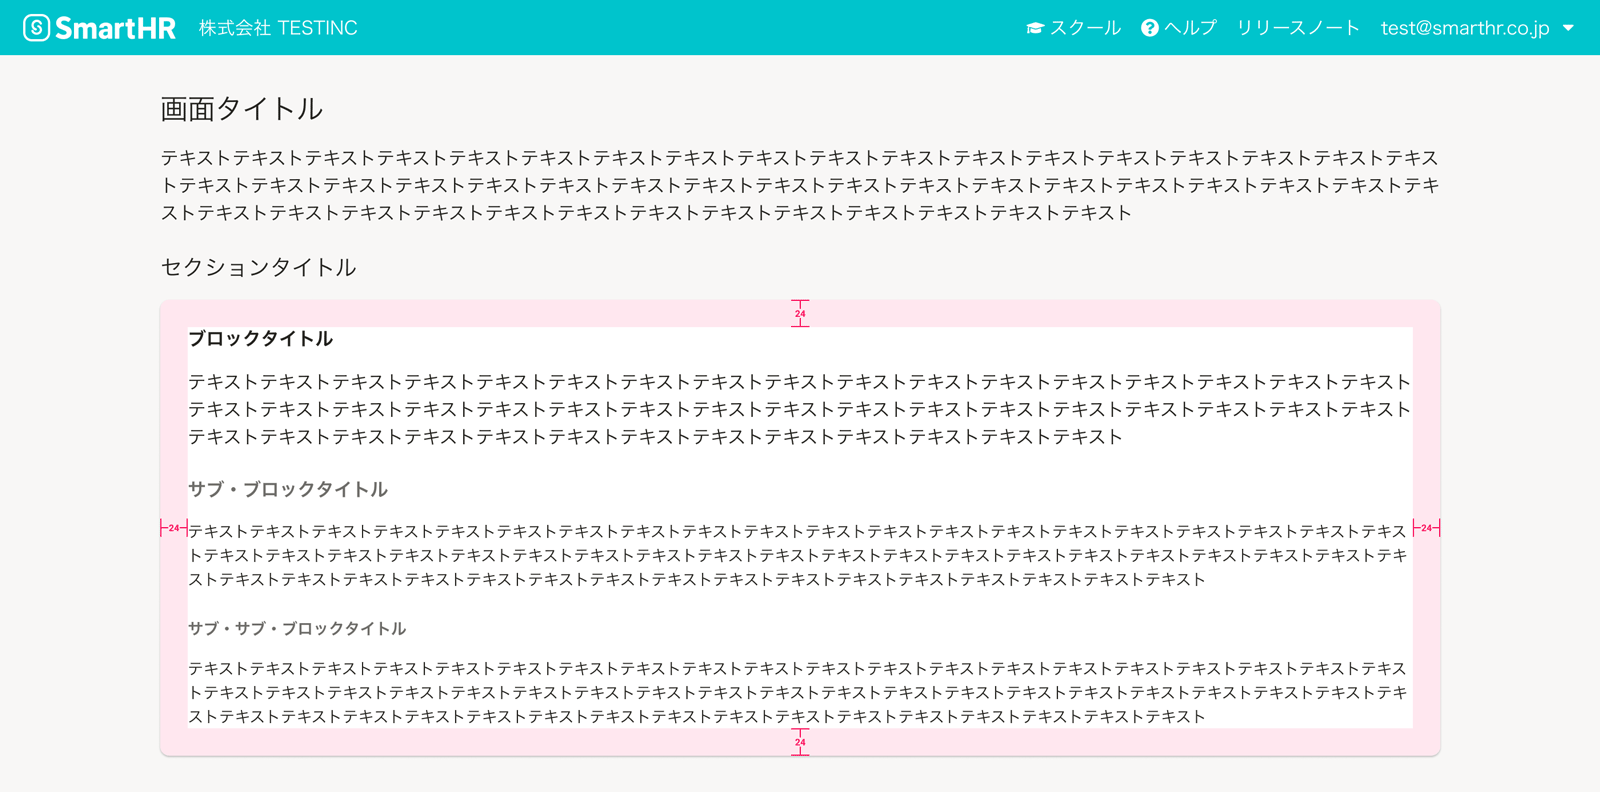 SmartHR 株式会社 TESTINC スクール ヘルプ リリースノート test@smarthr.co.jp
画面タイトル
テキストテキストテキストテキストテキストテキストテキストテキストテキストテキストテキストテキストテキストテキストテキストテキストテキストテキス
トテキストテキストテキストテキストテキストテキストテキストテキストテキストテキストテキストテキストテキストテキストテキストテキストテキストテキ
ストテキストテキストテキストテキストテキストテキストテキストテキストテキストテキストテキストテキストテキスト
セクションタイトル
24
ブロックタイトル
テキストテキストテキストテキストテキストテキストテキストテキストテキストテキストテキストテキストテキストテキストテキストテキストテキスト
テキストテキストテキストテキストテキストテキストテキストテキストテキストテキストテキストテキストテキストテキストテキストテキストテキスト
テキストテキストテキストテキストテキストテキストテキストテキストテキストテキストテキストテキストテキスト
サブ・ブロックタイトル
24 テキストテキストテキストテキストテキストテキストテキストテキストテキストテキストテキストテキストテキストテキストテキストテキストテキストテキストテキストテキス 24
トテキストテキストテキストテキストテキストテキストテキストテキストテキストテキストテキストテキストテキストテキストテキストテキストテキストテキストテキストテキ
ストテキストテキストテキストテキストテキストテキストテキストテキストテキストテキストテキストテキストテキストテキストテキストテキスト
サブ・サブ・ブロックタイトル
テキストテキストテキストテキストテキストテキストテキストテキストテキストテキストテキストテキストテキストテキストテキストテキストテキストテキストテキストテキス
トテキストテキストテキストテキストテキストテキストテキストテキストテキストテキストテキストテキストテキストテキストテキストテキストテキストテキストテキストテキ
ストテキストテキストテキストテキストテキストテキストテキストテキストテキストテキストテキストテキストテキストテキストテキストテキスト
24